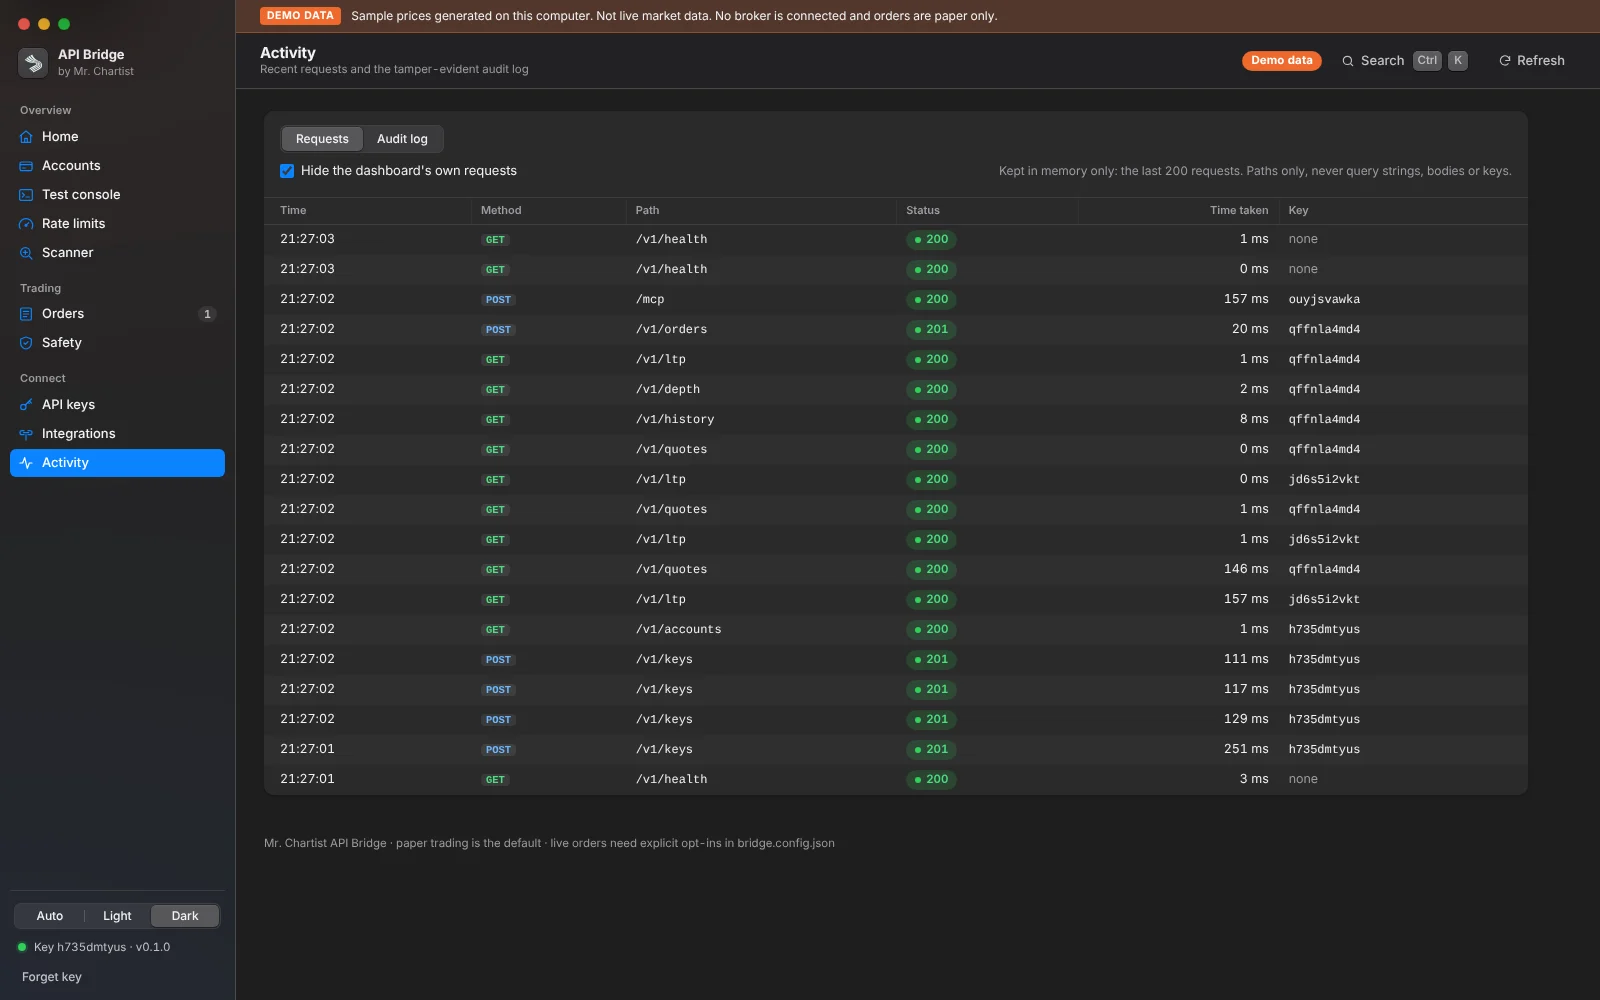 DEMO DATA Sample prices generated on this computer. Not live market data. No broker is connected and orders are paper only.
API Bridge
by Mr. Chartist
Overview
Home
Accounts
Test console
Rate limits
Scanner
Trading
Orders 1
Safety
Connect
API keys
Integrations
Activity
Auto Light Dark
Key h735dmtyus · v0.1.0
Forget key
Activity
Recent requests and the tamper-evident audit log
Demo data Search Ctrl K Refresh
Requests Audit log
Hide the dashboard's own requests
Kept in memory only: the last 200 requests. Paths only, never query strings, bodies or keys.
Time Method Path Status Time taken Key
21:27:03 GET /v1/health 200 1 ms none
21:27:03 GET /v1/health 200 0 ms none
21:27:02 POST /mcp 200 157 ms ouyjsvawka
21:27:02 POST /v1/orders 201 20 ms qffnla4md4
21:27:02 GET /v1/ltp 200 1 ms qffnla4md4
21:27:02 GET /v1/depth 200 2 ms qffnla4md4
21:27:02 GET /v1/history 200 8 ms qffnla4md4
21:27:02 GET /v1/quotes 200 0 ms qffnla4md4
21:27:02 GET /v1/ltp 200 0 ms jd6s5i2vkt
21:27:02 GET /v1/quotes 200 1 ms qffnla4md4
21:27:02 GET /v1/ltp 200 1 ms jd6s5i2vkt
21:27:02 GET /v1/quotes 200 146 ms qffnla4md4
21:27:02 GET /v1/ltp 200 157 ms jd6s5i2vkt
21:27:02 GET /v1/accounts 200 1 ms h735dmtyus
21:27:02 POST /v1/keys 201 111 ms h735dmtyus
21:27:02 POST /v1/keys 201 117 ms h735dmtyus
21:27:02 POST /v1/keys 201 129 ms h735dmtyus
21:27:01 POST /v1/keys 201 251 ms h735dmtyus
21:27:01 GET /v1/health 200 3 ms none
Mr. Chartist API Bridge · paper trading is the default · live orders need explicit opt-ins in bridge.config.json